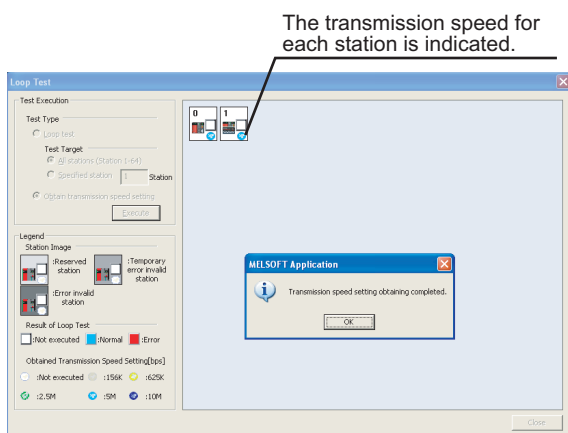 The transmission speed for
each station is indicated.
Loop Test
Test Execution
Test Type
Loop test
Test Target
All stations (Station 1-64)
Specified station 1 Station
Obtain transmission speed setting
Execute
Legend
Station Image
:Reserved
station
:Temporary
error invalid
station
:Error invalid
station
Result of Loop Test
:Not executed :Normal :Error
Obtained Transmission Speed Setting[bps]
:Not executed :156K :625K
:2.5M :5M :10M
0 1
MELSOFT Application
Transmission speed setting obtaining completed.
OK
Close